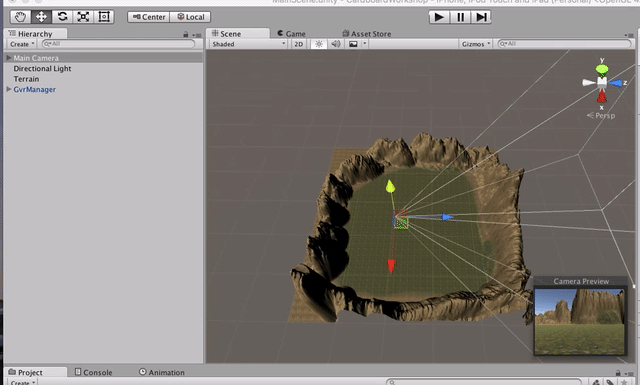 MainScene.unity - CardboardWorkshop - iPhone, iPod Touch and iPad (Personal) <OpenGL
Center Local
Hierarchy
Create All
Main Camera
Directional Light
Terrain
GvrManager
Scene Game Asset Store
Shaded 2D Gizmos All
y
z
x
Persp
Camera Preview
Project Console Animation
Create